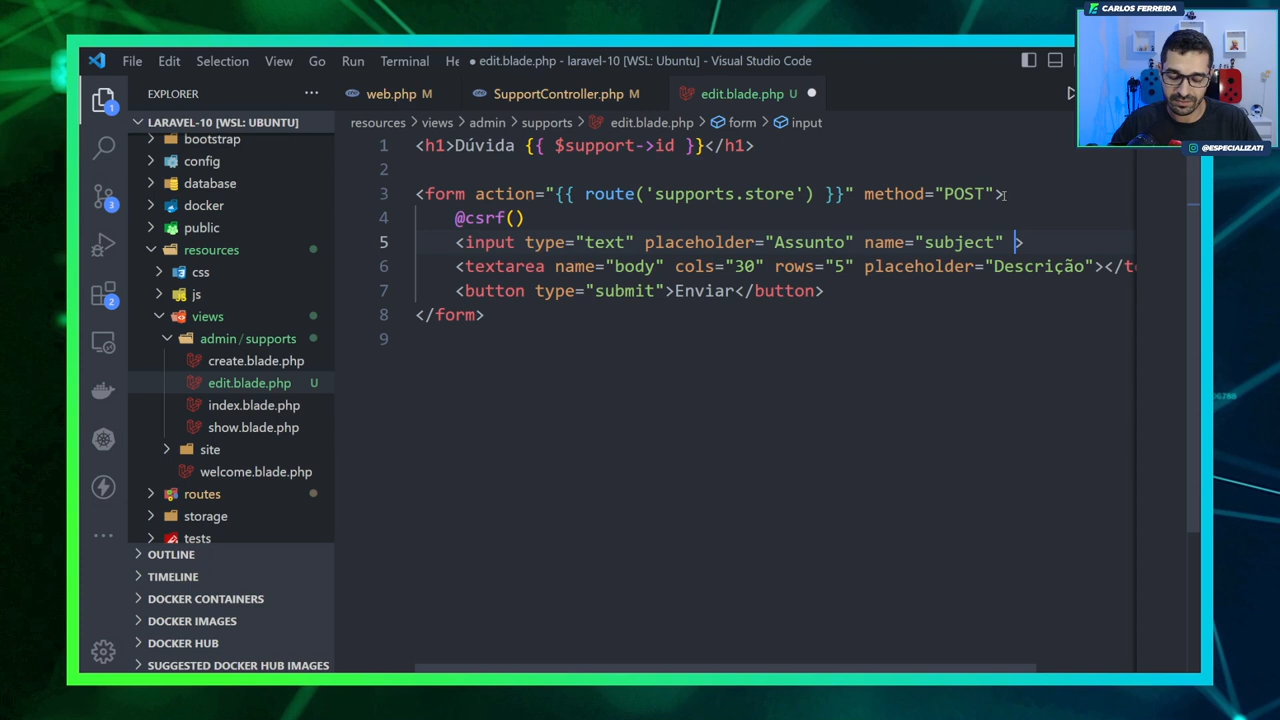 CARLOS FERREIRA
File Edit Selection View Go Run Terminal He
● edit.blade.php - laravel-10 [WSL: Ubuntu] - Visual Studio Code
EXPLORER ···
web.php M
SupportController.php M
edit.blade.php U
@ESPECIALIZATI
LARAVEL-10 [WSL: UBUNTU]
resources > views > admin > supports > edit.blade.php > form > input
bootstrap
config
database
docker
public
resources
css
js
views
admin / supports
create.blade.php
edit.blade.php U
index.blade.php
show.blade.php
site
welcome.blade.php
routes
storage
tests
OUTLINE
TIMELINE
DOCKER CONTAINERS
DOCKER IMAGES
DOCKER HUB
SUGGESTED DOCKER HUB IMAGES
1
3
2
1 <h1>Dúvida {{ $support->id }}</h1>
2
3 <form action="{{ route('supports.store') }}" method="POST">
4 @csrf()
5 <input type="text" placeholder="Assunto" name="subject" >
6 <textarea name="body" cols="30" rows="5" placeholder="Descrição"></te
7 <button type="submit">Enviar</button>
8 </form>
9